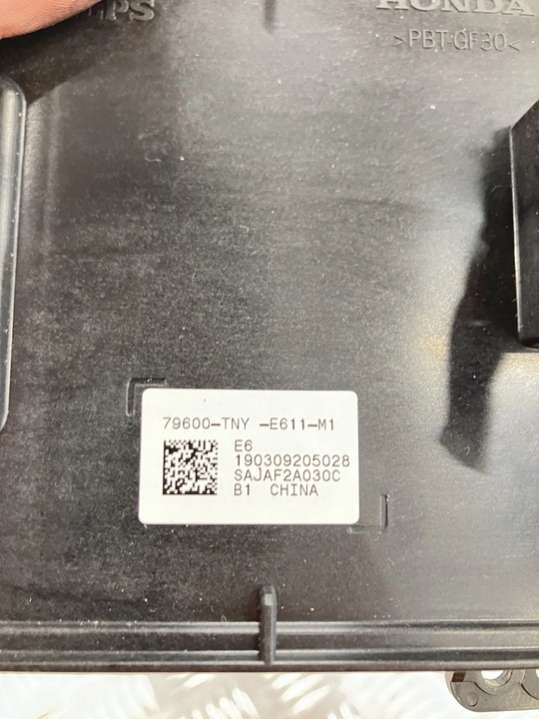 HONDA
>PBT-GF30<
79600-TNY -E611-M1
E6
190309205028
SAJAF2A030C
B1 CHINA